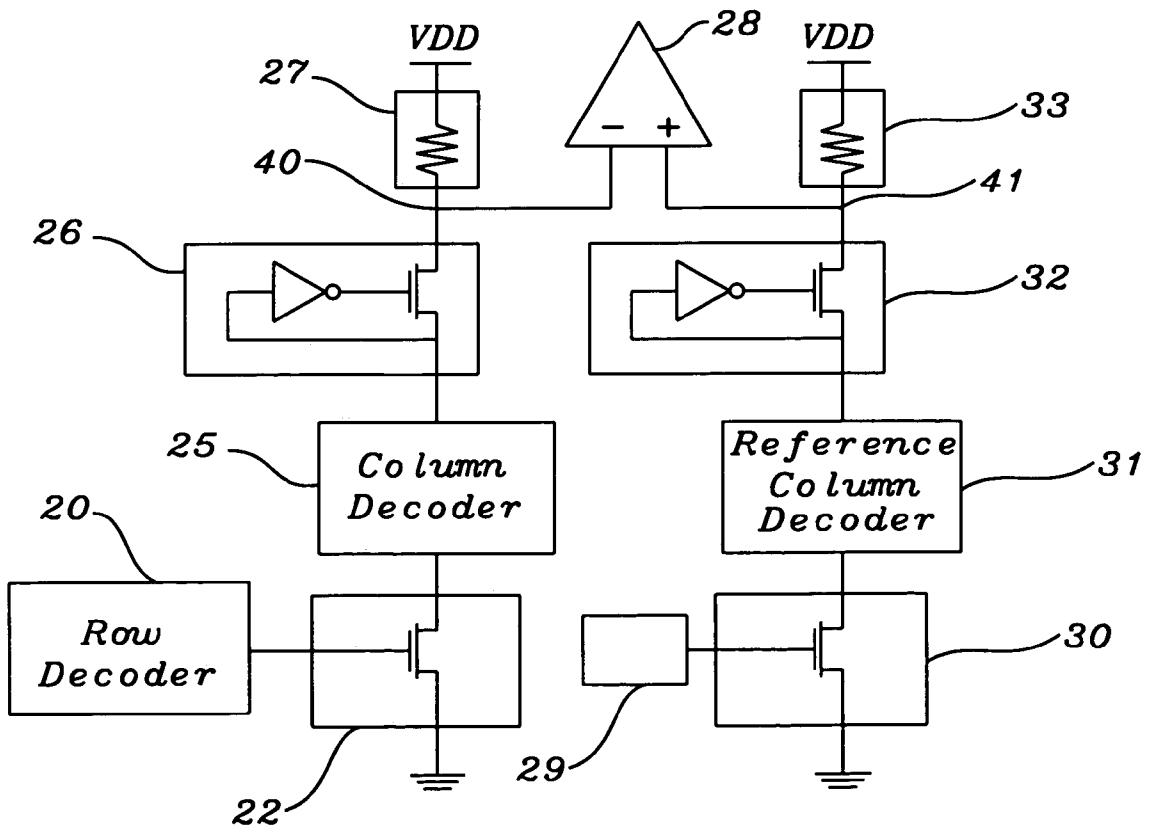 VDD
28
VDD
27
33
−
+
40
41
26
32
25
Column
Decoder
Reference
Column
Decoder
31
20
Row
Decoder
30
29
22